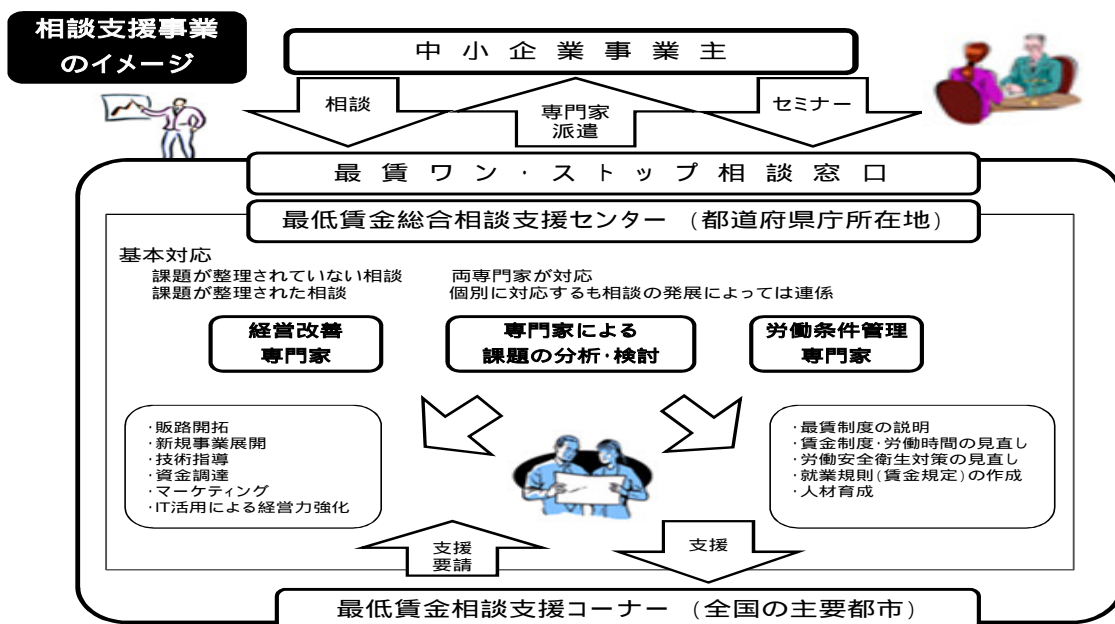 相談支援事業
のイメージ
中小企業事業主
相談
専門家
派遣
セミナー
最賃ワン・ストップ相談窓口
最低賃金総合相談支援センター（都道府県庁所在地）
基本対応
課題が整理されていない相談　　両専門家が対応
課題が整理された相談　　個別に対応するも相談の発展によっては連係
経営改善
専門家
専門家による
課題の分析・検討
労働条件管理
専門家
・販路開拓
・新規事業展開
・技術指導
・資金調達
・マーケティング
・IT活用による経営力強化
・最賃制度の説明
・賃金制度・労働時間の見直し
・労働安全衛生対策の見直し
・就業規則（賃金規定）の作成
・人材育成
支援
要請
支援
最低賃金相談支援コーナー（全国の主要都市）